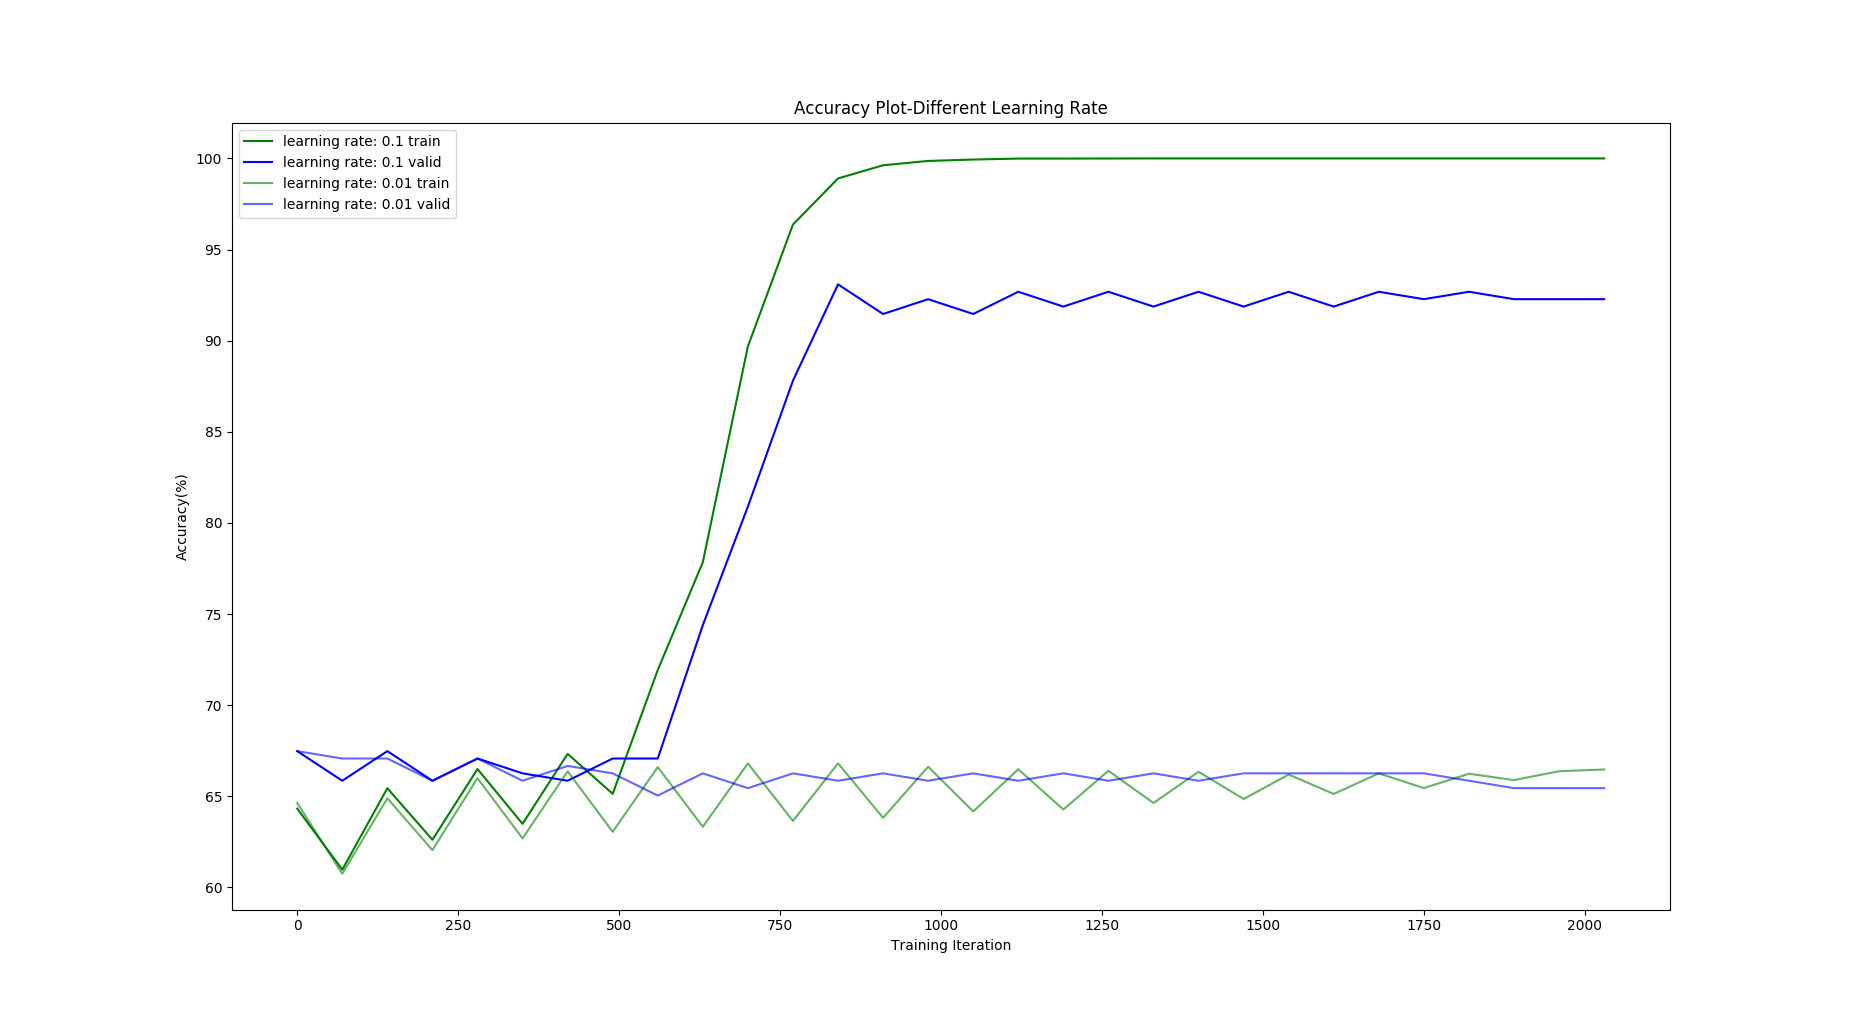 Accuracy Plot-Different Learning Rate
learning rate: 0.1 train
learning rate: 0.1 valid
learning rate: 0.01 train
learning rate: 0.01 valid
100
95
90
85
80
75
70
65
60
Accuracy(%)
0 250 500 750 1000 1250 1500 1750 2000
Training Iteration